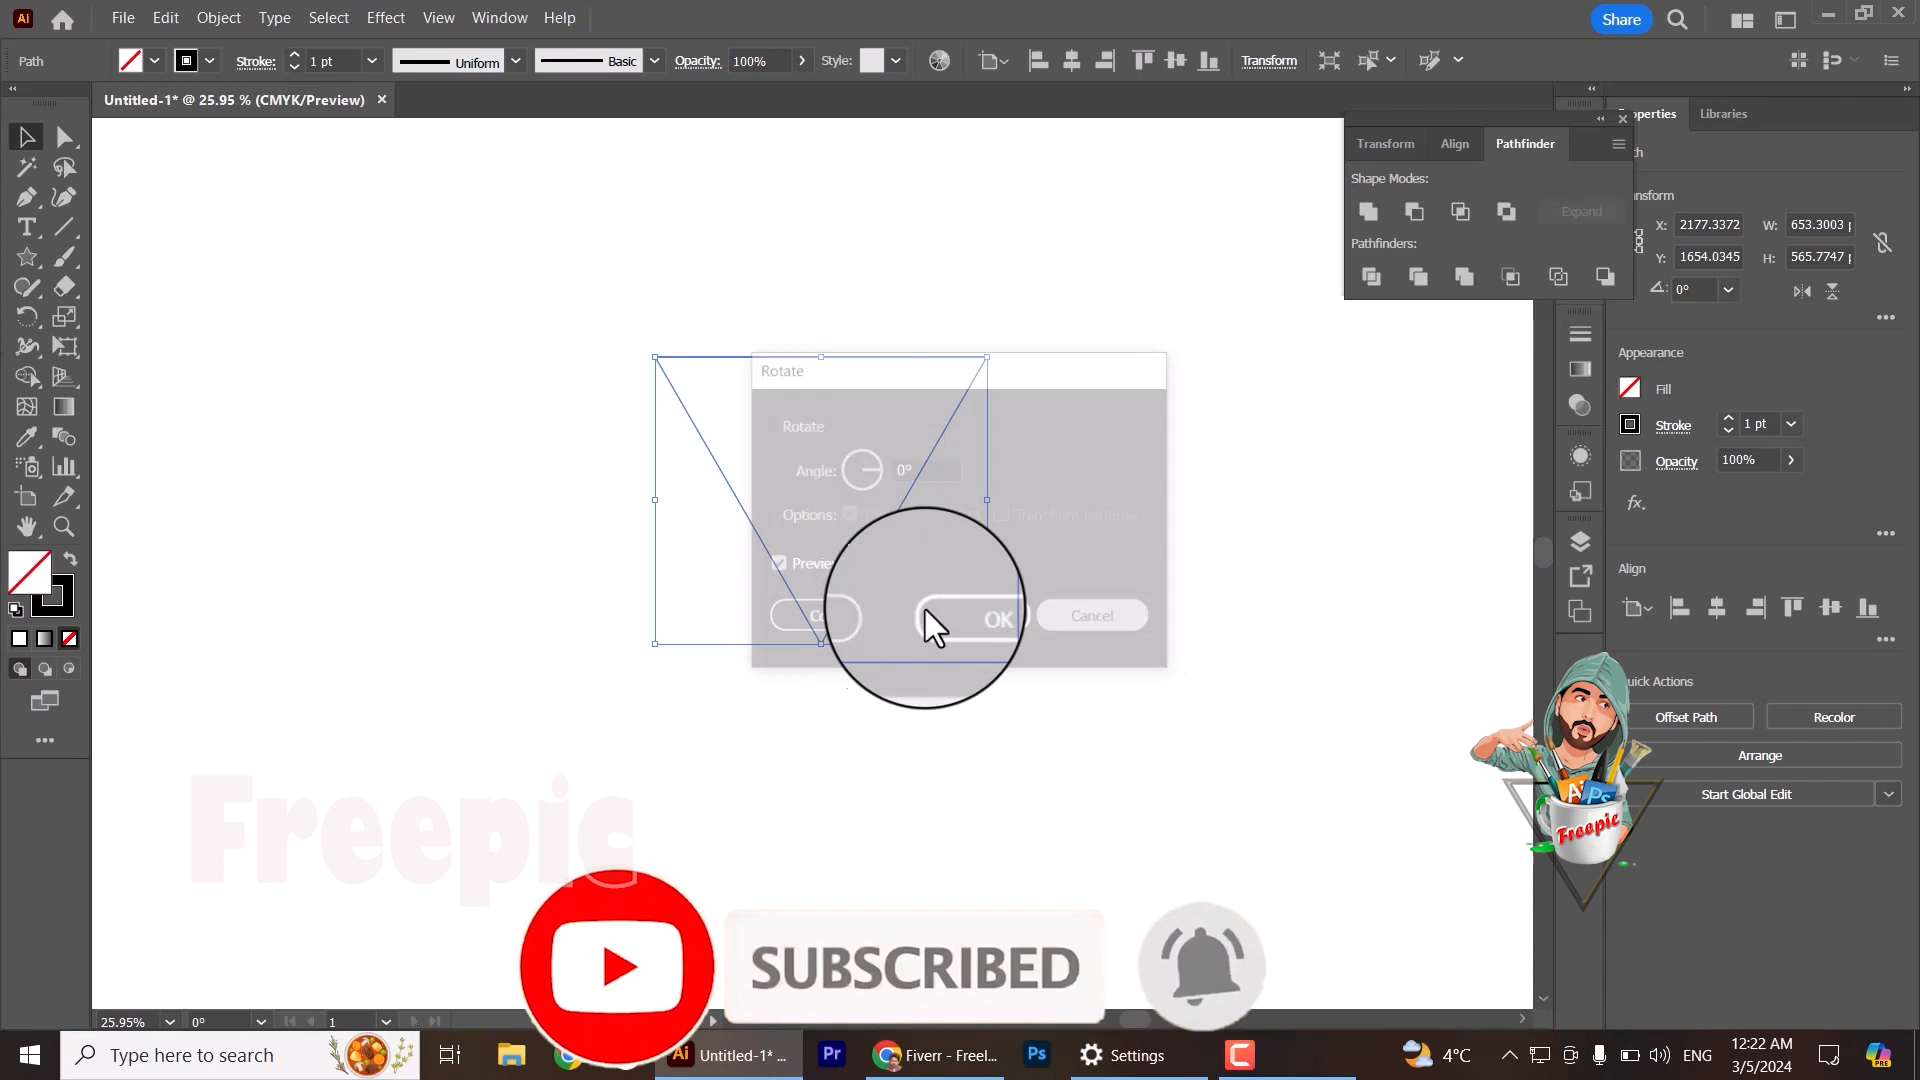 Ai File Edit Object Type Select Effect View Window Help Share
Path Stroke: 1 pt Uniform Basic Opacity: 100% Style: Transform
Untitled-1* @ 25.95 % (CMYK/Preview) ×
Properties Libraries
Transform Align Pathfinder
Shape Modes:
Expand
Pathfinders:
X: 2177.3372 W: 653.3003
Y: 1654.0345 H: 565.7747
0°
Appearance
Fill
Stroke 1 pt
Opacity 100%
fx.
Align
Quick Actions
Offset Path Recolor
Arrange
Start Global Edit
Rotate
Rotate
Angle: 0°
Options: Transform patterns
Preview
OK Cancel
Ai Ps
Freepic
Freepic
SUBSCRIBED
25.95% 0° 1
Type here to search
Ai Untitled-1* ...
Pr
Fiverr - Freel...
Ps
Settings
4°C
ENG
12:22 AM
3/5/2024
PRE